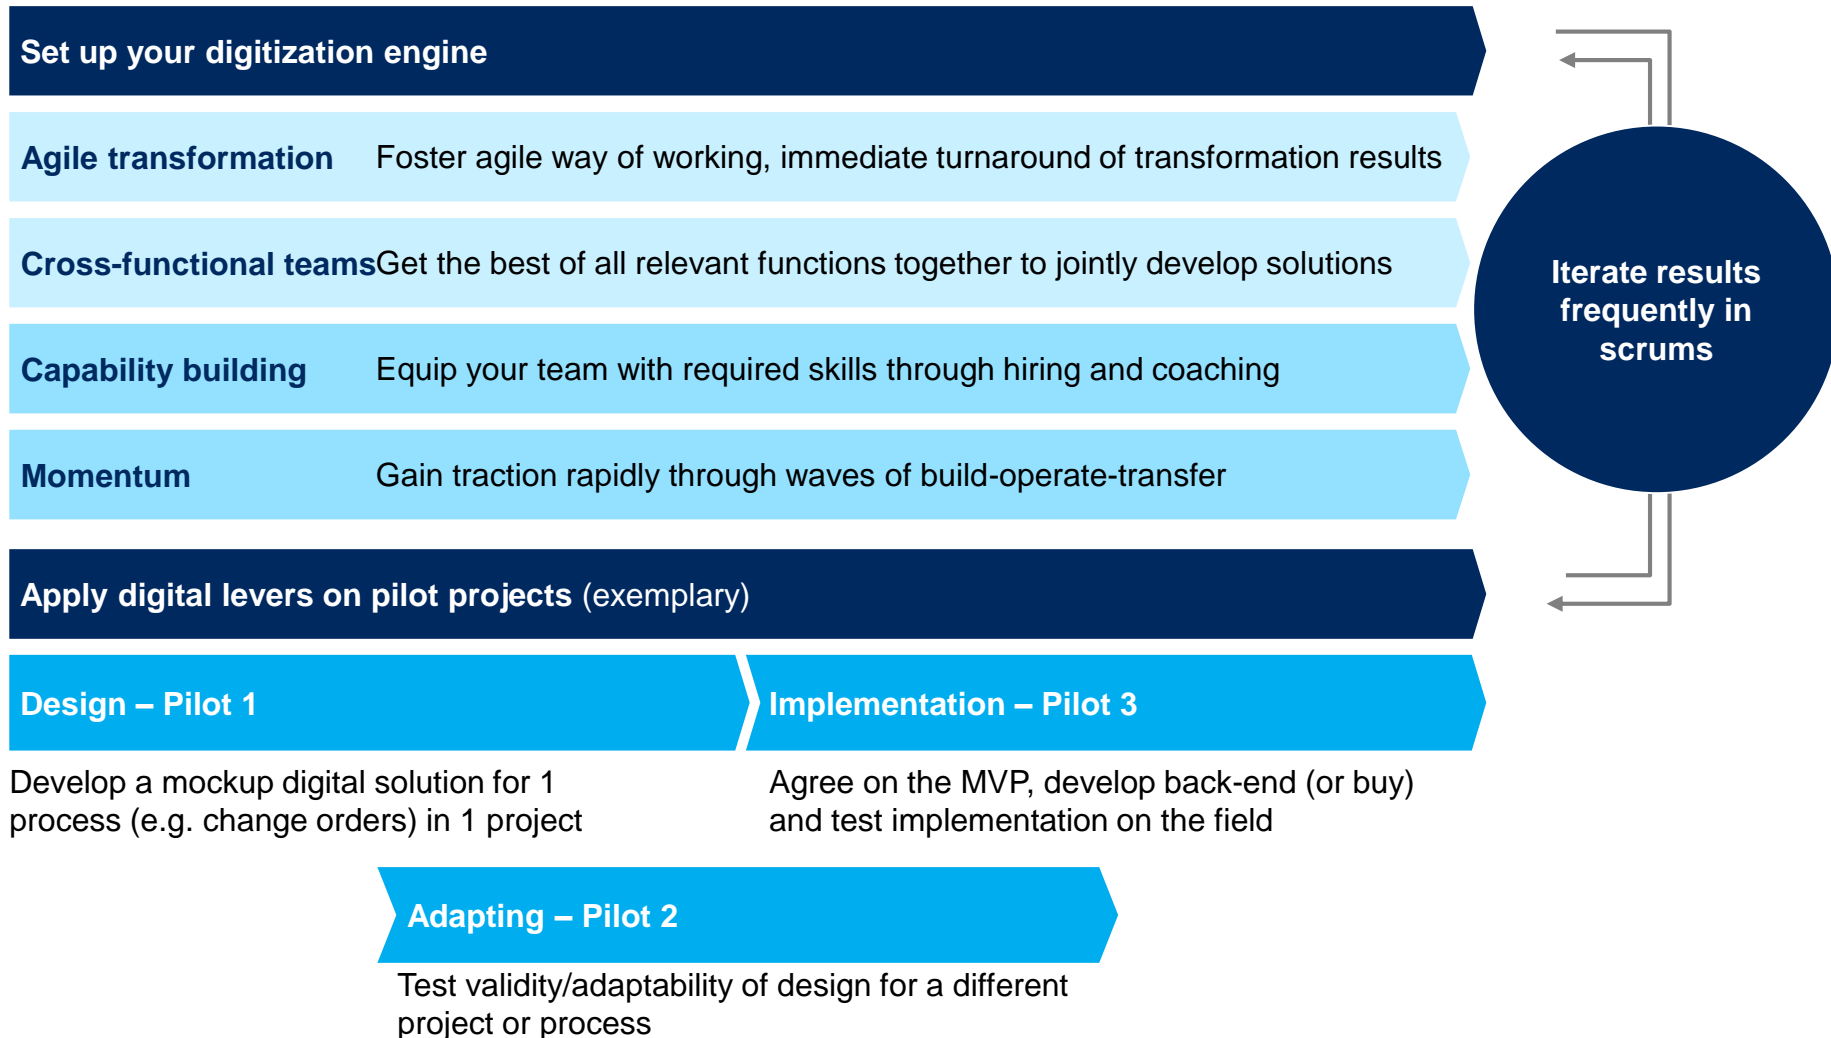 Set up your digitization engine
Agile transformation Foster agile way of working, immediate turnaround of transformation results
Cross-functional teams Get the best of all relevant functions together to jointly develop solutions
Capability building Equip your team with required skills through hiring and coaching
Momentum Gain traction rapidly through waves of build-operate-transfer
Iterate results
frequently in
scrums
Apply digital levers on pilot projects (exemplary)
Design – Pilot 1
Develop a mockup digital solution for 1
process (e.g. change orders) in 1 project
Implementation – Pilot 3
Agree on the MVP, develop back-end (or buy)
and test implementation on the field
Adapting – Pilot 2
Test validity/adaptability of design for a different
project or process